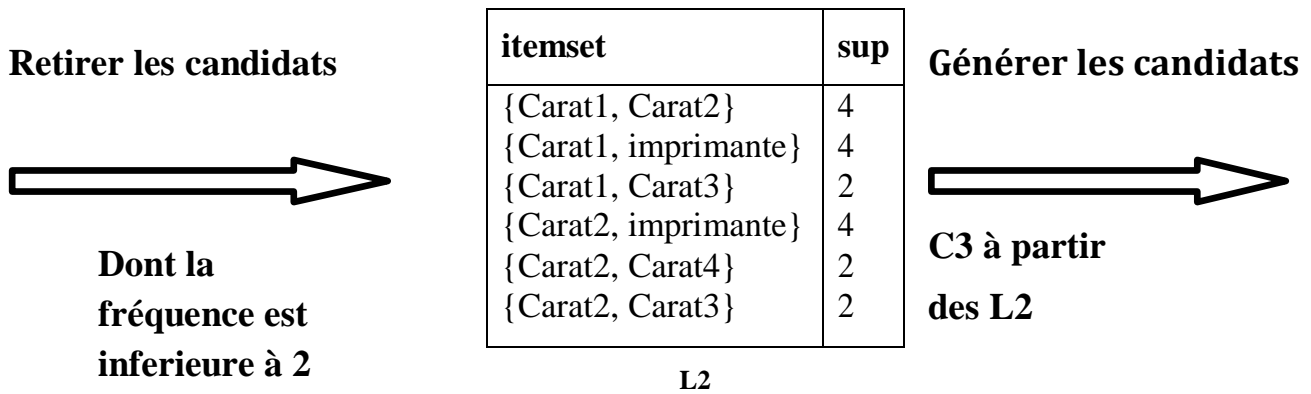 Retirer les candidats
Dont la
fréquence est
inferieure à 2
itemset sup
{Carat1, Carat2} 4
{Carat1, imprimante} 4
{Carat1, Carat3} 2
{Carat2, imprimante} 4
{Carat2, Carat4} 2
{Carat2, Carat3} 2
L2
Générer les candidats
C3 à partir
des L2